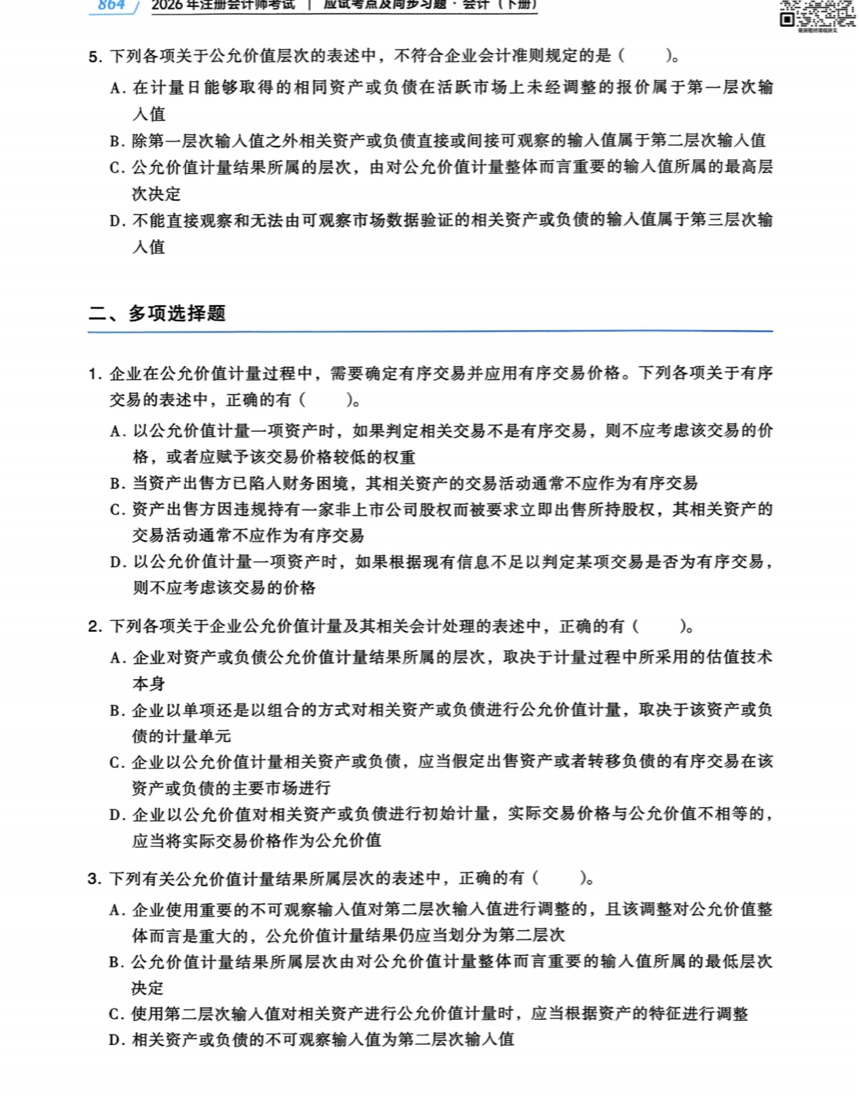 864 2026年注册会计师考试 | 应试考点及同步习题·会计(下册)
5. 下列各项关于公允价值层次的表述中，不符合企业会计准则规定的是（　　）。
A. 在计量日能够取得的相同资产或负债在活跃市场上未经调整的报价属于第一层次输
入值
B. 除第一层次输入值之外相关资产或负债直接或间接可观察的输入值属于第二层次输入值
C. 公允价值计量结果所属的层次，由对公允价值计量整体而言重要的输入值所属的最高层
次决定
D. 不能直接观察和无法由可观察市场数据验证的相关资产或负债的输入值属于第三层次输
入值
二、多项选择题
1. 企业在公允价值计量过程中，需要确定有序交易并应用有序交易价格。下列各项关于有序
交易的表述中，正确的有（　　）。
A. 以公允价值计量一项资产时，如果判定相关交易不是有序交易，则不应考虑该交易的价
格，或者应赋予该交易价格较低的权重
B. 当资产出售方已陷入财务困境，其相关资产的交易活动通常不应作为有序交易
C. 资产出售方因违规持有一家非上市公司股权而被要求立即出售所持股权，其相关资产的
交易活动通常不应作为有序交易
D. 以公允价值计量一项资产时，如果根据现有信息不足以判定某项交易是否为有序交易，
则不应考虑该交易的价格
2. 下列各项关于企业公允价值计量及其相关会计处理的表述中，正确的有（　　）。
A. 企业对资产或负债公允价值计量结果所属的层次，取决于计量过程中所采用的估值技术
本身
B. 企业以单项还是以组合的方式对相关资产或负债进行公允价值计量，取决于该资产或负
债的计量单元
C. 企业以公允价值计量相关资产或负债，应当假定出售资产或者转移负债的有序交易在该
资产或负债的主要市场进行
D. 企业以公允价值对相关资产或负债进行初始计量，实际交易价格与公允价值不相等的，
应当将实际交易价格作为公允价值
3. 下列有关公允价值计量结果所属层次的表述中，正确的有（　　）。
A. 企业使用重要的不可观察输入值对第二层次输入值进行调整的，且该调整对公允价值整
体而言是重大的，公允价值计量结果仍应当划分为第二层次
B. 公允价值计量结果所属层次由对公允价值计量整体而言重要的输入值所属的最低层次
决定
C. 使用第二层次输入值对相关资产进行公允价值计量时，应当根据资产的特征进行调整
D. 相关资产或负债的不可观察输入值为第二层次输入值